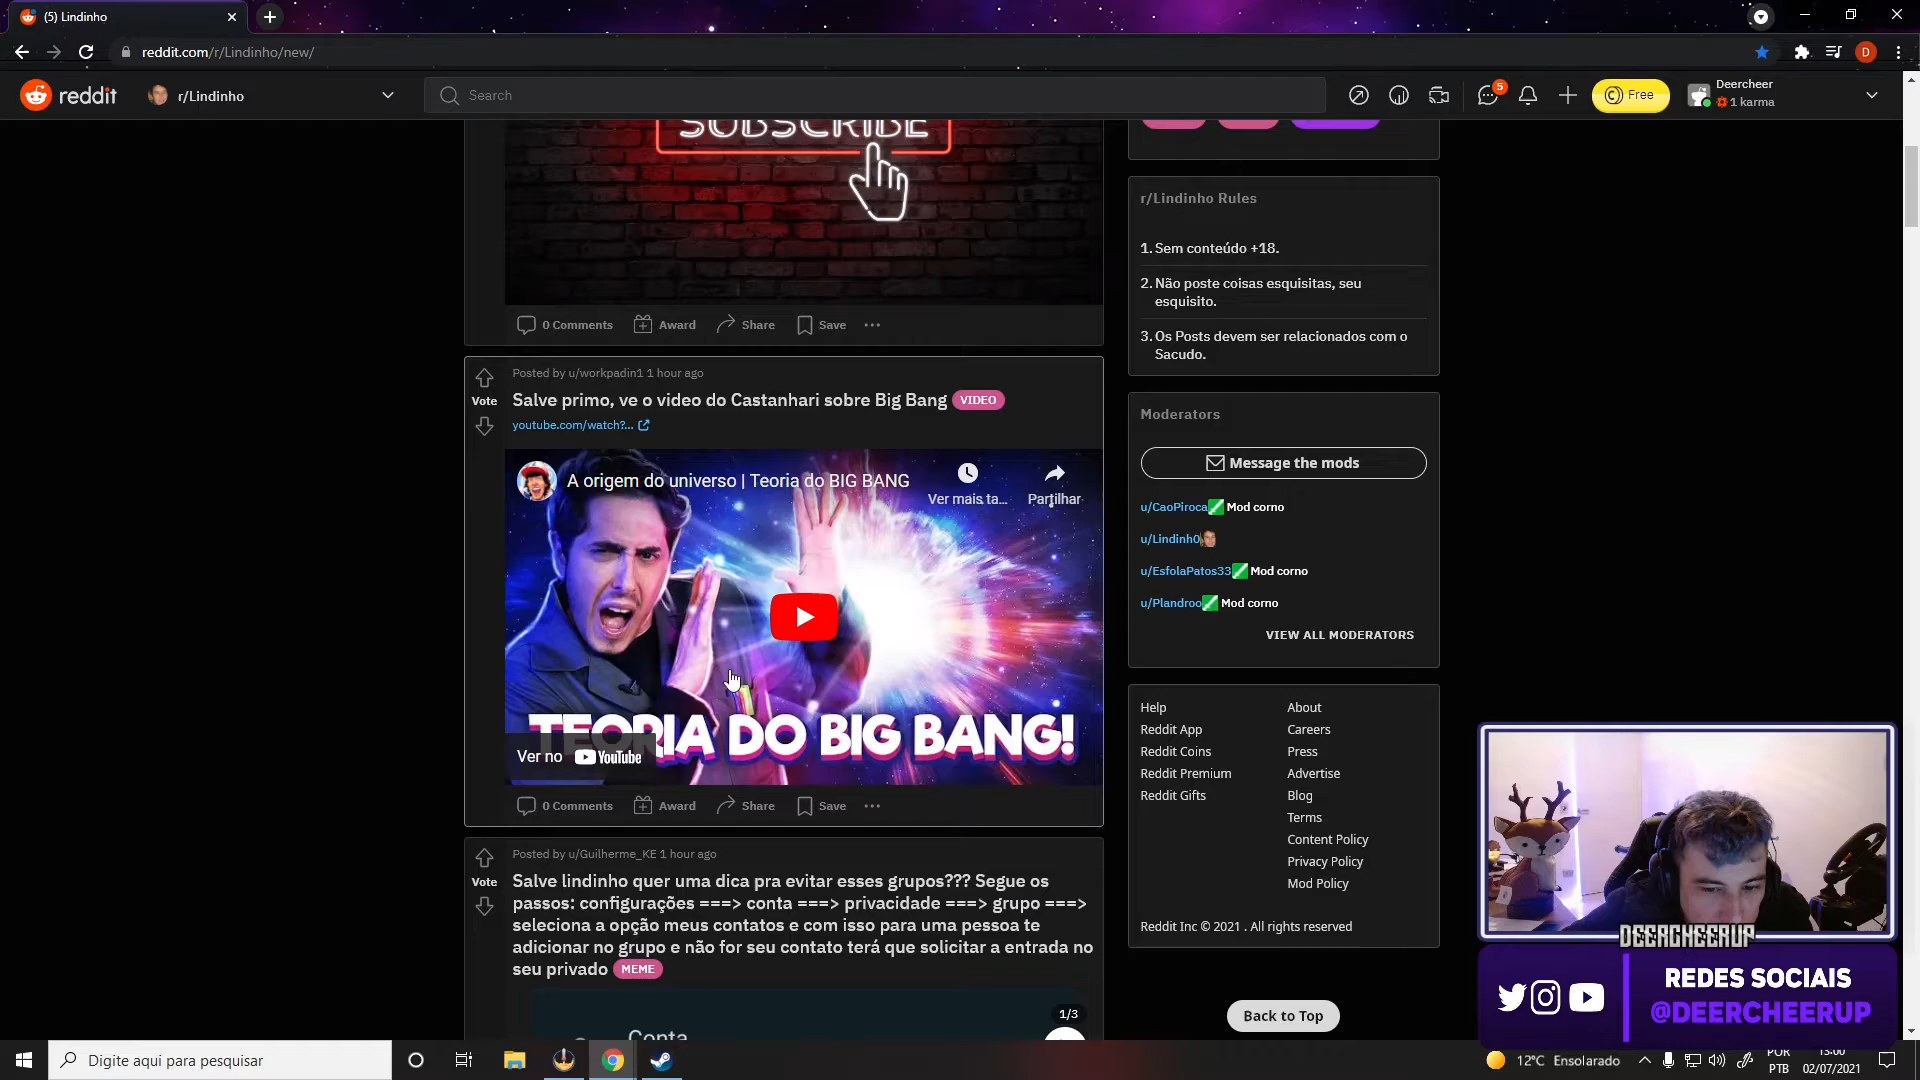 (5) Lindinho
reddit.com/r/Lindinho/new/
reddit
r/Lindinho
Search
5
Free
Deercheer
1 karma
SUBSCRIBE
0 Comments
Award
Share
Save
Vote
Posted by u/workpadin1 1 hour ago
Salve primo, ve o video do Castanhari sobre Big Bang VIDEO
youtube.com/watch?...
A origem do universo | Teoria do BIG BANG
Ver mais ta...
Partilhar
TEORIA DO BIG BANG!
Ver no YouTube
0 Comments
Award
Share
Save
Vote
Posted by u/Guilherme_KE 1 hour ago
Salve lindinho quer uma dica pra evitar esses grupos??? Segue os
passos: configurações ===> conta ===> privacidade ===> grupo ===>
seleciona a opção meus contatos e com isso para uma pessoa te
adicionar no grupo e não for seu contato terá que solicitar a entrada no
seu privado MEME
1/3
Conta
r/Lindinho Rules
1. Sem conteúdo +18.
2. Não poste coisas esquisitas, seu
esquisito.
3. Os Posts devem ser relacionados com o
Sacudo.
Moderators
Message the mods
u/CaoPiroca Mod corno
u/Lindinh0
u/EsfolaPatos33 Mod corno
u/Plandroo Mod corno
VIEW ALL MODERATORS
Help
Reddit App
Reddit Coins
Reddit Premium
Reddit Gifts
About
Careers
Press
Advertise
Blog
Terms
Content Policy
Privacy Policy
Mod Policy
Reddit Inc © 2021 . All rights reserved
Back to Top
DEERCHEERUP
REDES SOCIAIS
@DEERCHEERUP
Digite aqui para pesquisar
12°C Ensolarado
POR
PTB
13:00
02/07/2021